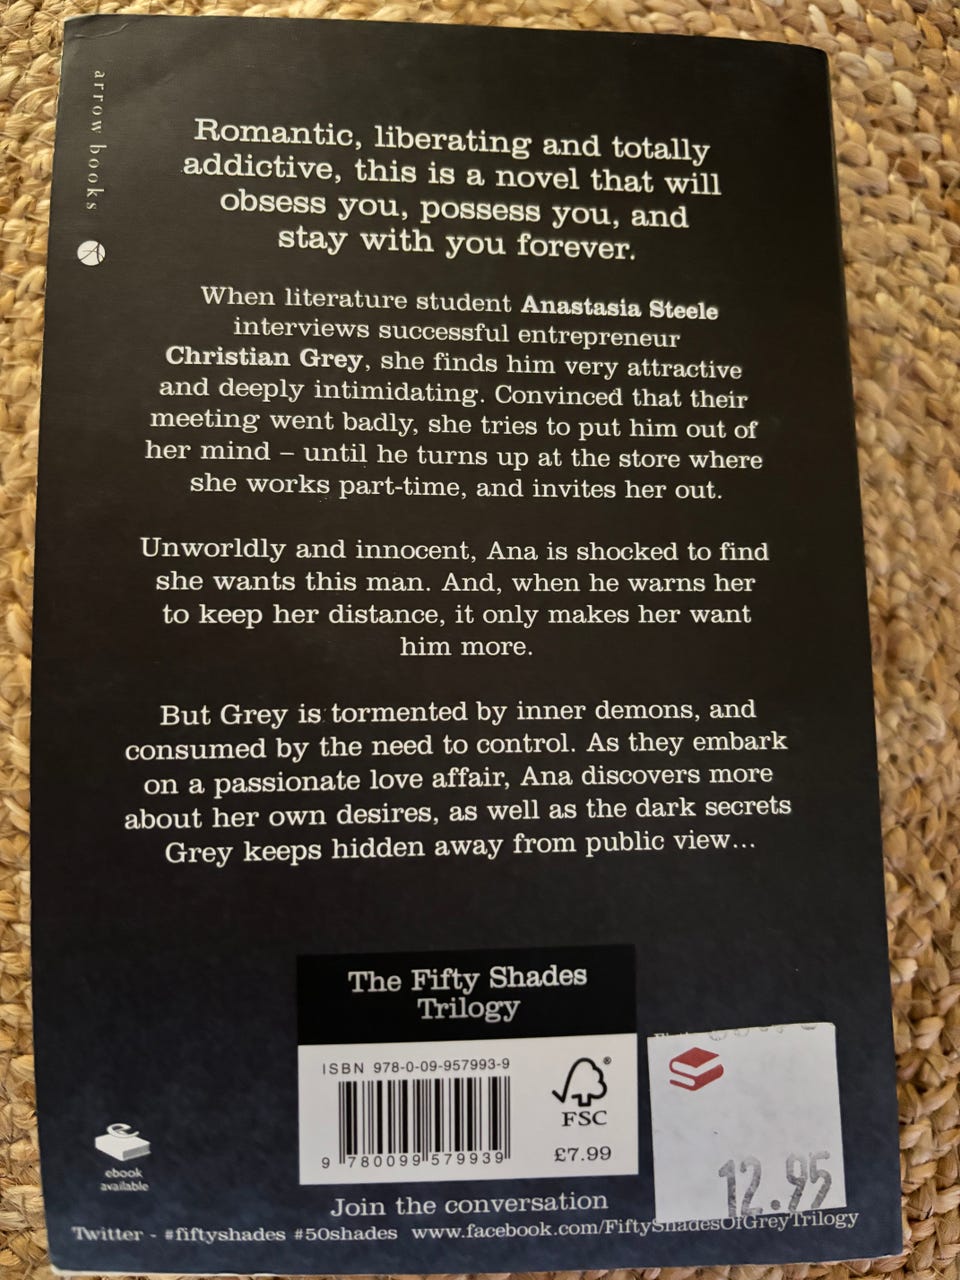 arrow books
Romantic, liberating and totally
addictive, this is a novel that will
obsess you, possess you, and
stay with you forever.
When literature student Anastasia Steele
interviews successful entrepreneur
Christian Grey, she finds him very attractive
and deeply intimidating. Convinced that their
meeting went badly, she tries to put him out of
her mind – until he turns up at the store where
she works part-time, and invites her out.
Unworldly and innocent, Ana is shocked to find
she wants this man. And, when he warns her
to keep her distance, it only makes her want
him more.
But Grey is tormented by inner demons, and
consumed by the need to control. As they embark
on a passionate love affair, Ana discovers more
about her own desires, as well as the dark secrets
Grey keeps hidden away from public view...
The Fifty Shades
Trilogy
ISBN 978-0-09-957993-9
9 780099 579939
FSC
®
£7.99
12.95
ebook
available
Join the conversation
Twitter - #fiftyshades #50shades www.facebook.com/FiftyShadesOfGreyTrilogy